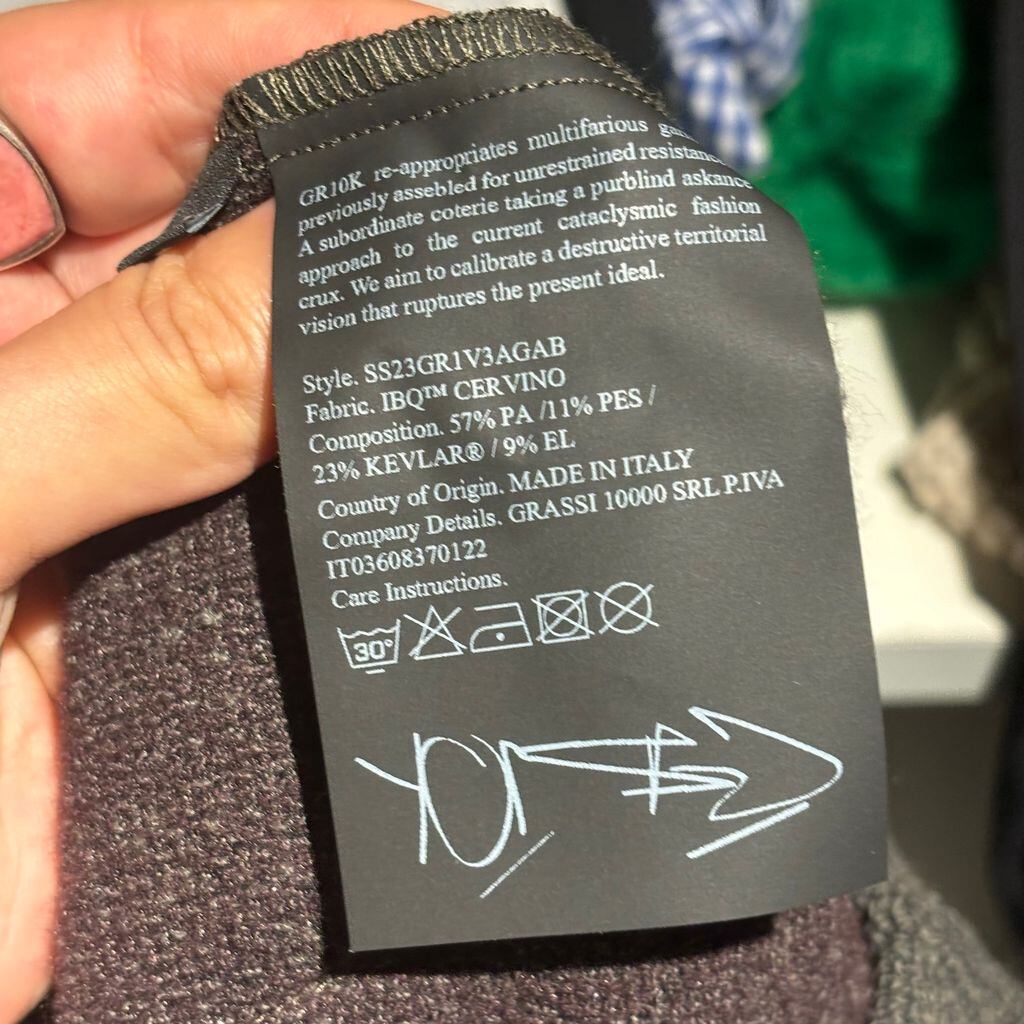 GR10K re-appropriates multifarious
previously assebled for unrestrained resistance
A subordinate coterie taking a purblind askance
approach to the current cataclysmic fashion
crux. We aim to calibrate a destructive territorial
vision that ruptures the present ideal.
Style. SS23GR1V3AGAB
Fabric. IBQ™ CERVINO
Composition. 57% PA /11% PES /
23% KEVLAR® / 9% EL
Country of Origin. MADE IN ITALY
Company Details. GRASSI 10000 SRL P.IVA
IT03608370122
Care Instructions.
30°